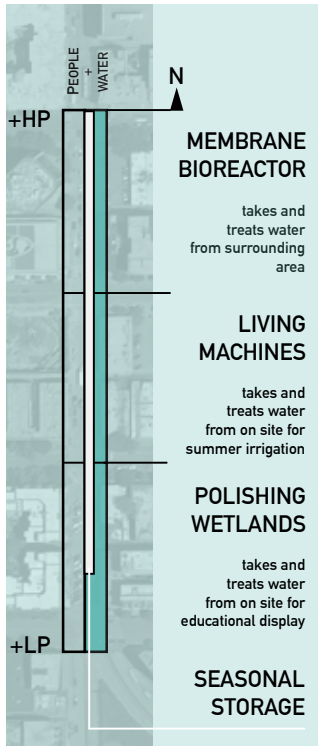 PEOPLE
+
WATER
N
+HP
MEMBRANE
BIOREACTOR
takes and
treats water
from surrounding
area
LIVING
MACHINES
takes and
treats water
from on site for
summer irrigation
POLISHING
WETLANDS
takes and
treats water
from on site for
educational display
+LP
SEASONAL
STORAGE